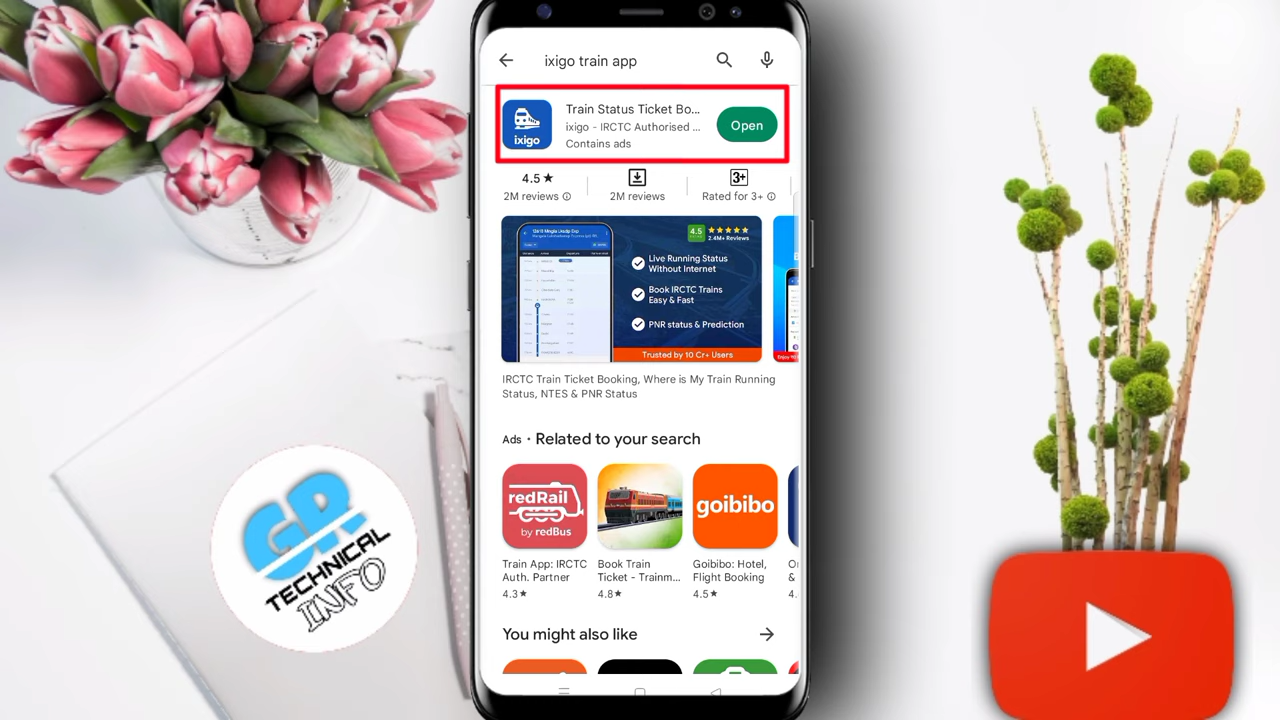 ixigo train app
Train Status Ticket Bo...
ixigo - IRCTC Authorised ...
Contains ads
ixigo
Open
4.5★
2M reviews
2M reviews
3+
Rated for 3+
4.5 ★★★★★
2.4M+ Reviews
Live Running Status
Without Internet
Book IRCTC Trains
Easy & Fast
PNR status & Prediction
Trusted by 10 Cr+ Users
IRCTC Train Ticket Booking, Where is My Train Running
Status, NTES & PNR Status
Ads · Related to your search
redRail
by redBus
goibibo
Train App: IRCTC
Auth. Partner
4.3★
Book Train
Ticket - Trainm...
4.8★
Goibibo: Hotel,
Flight Booking
4.5★
&
4.
You might also like
GR
TECHNICAL
INFO